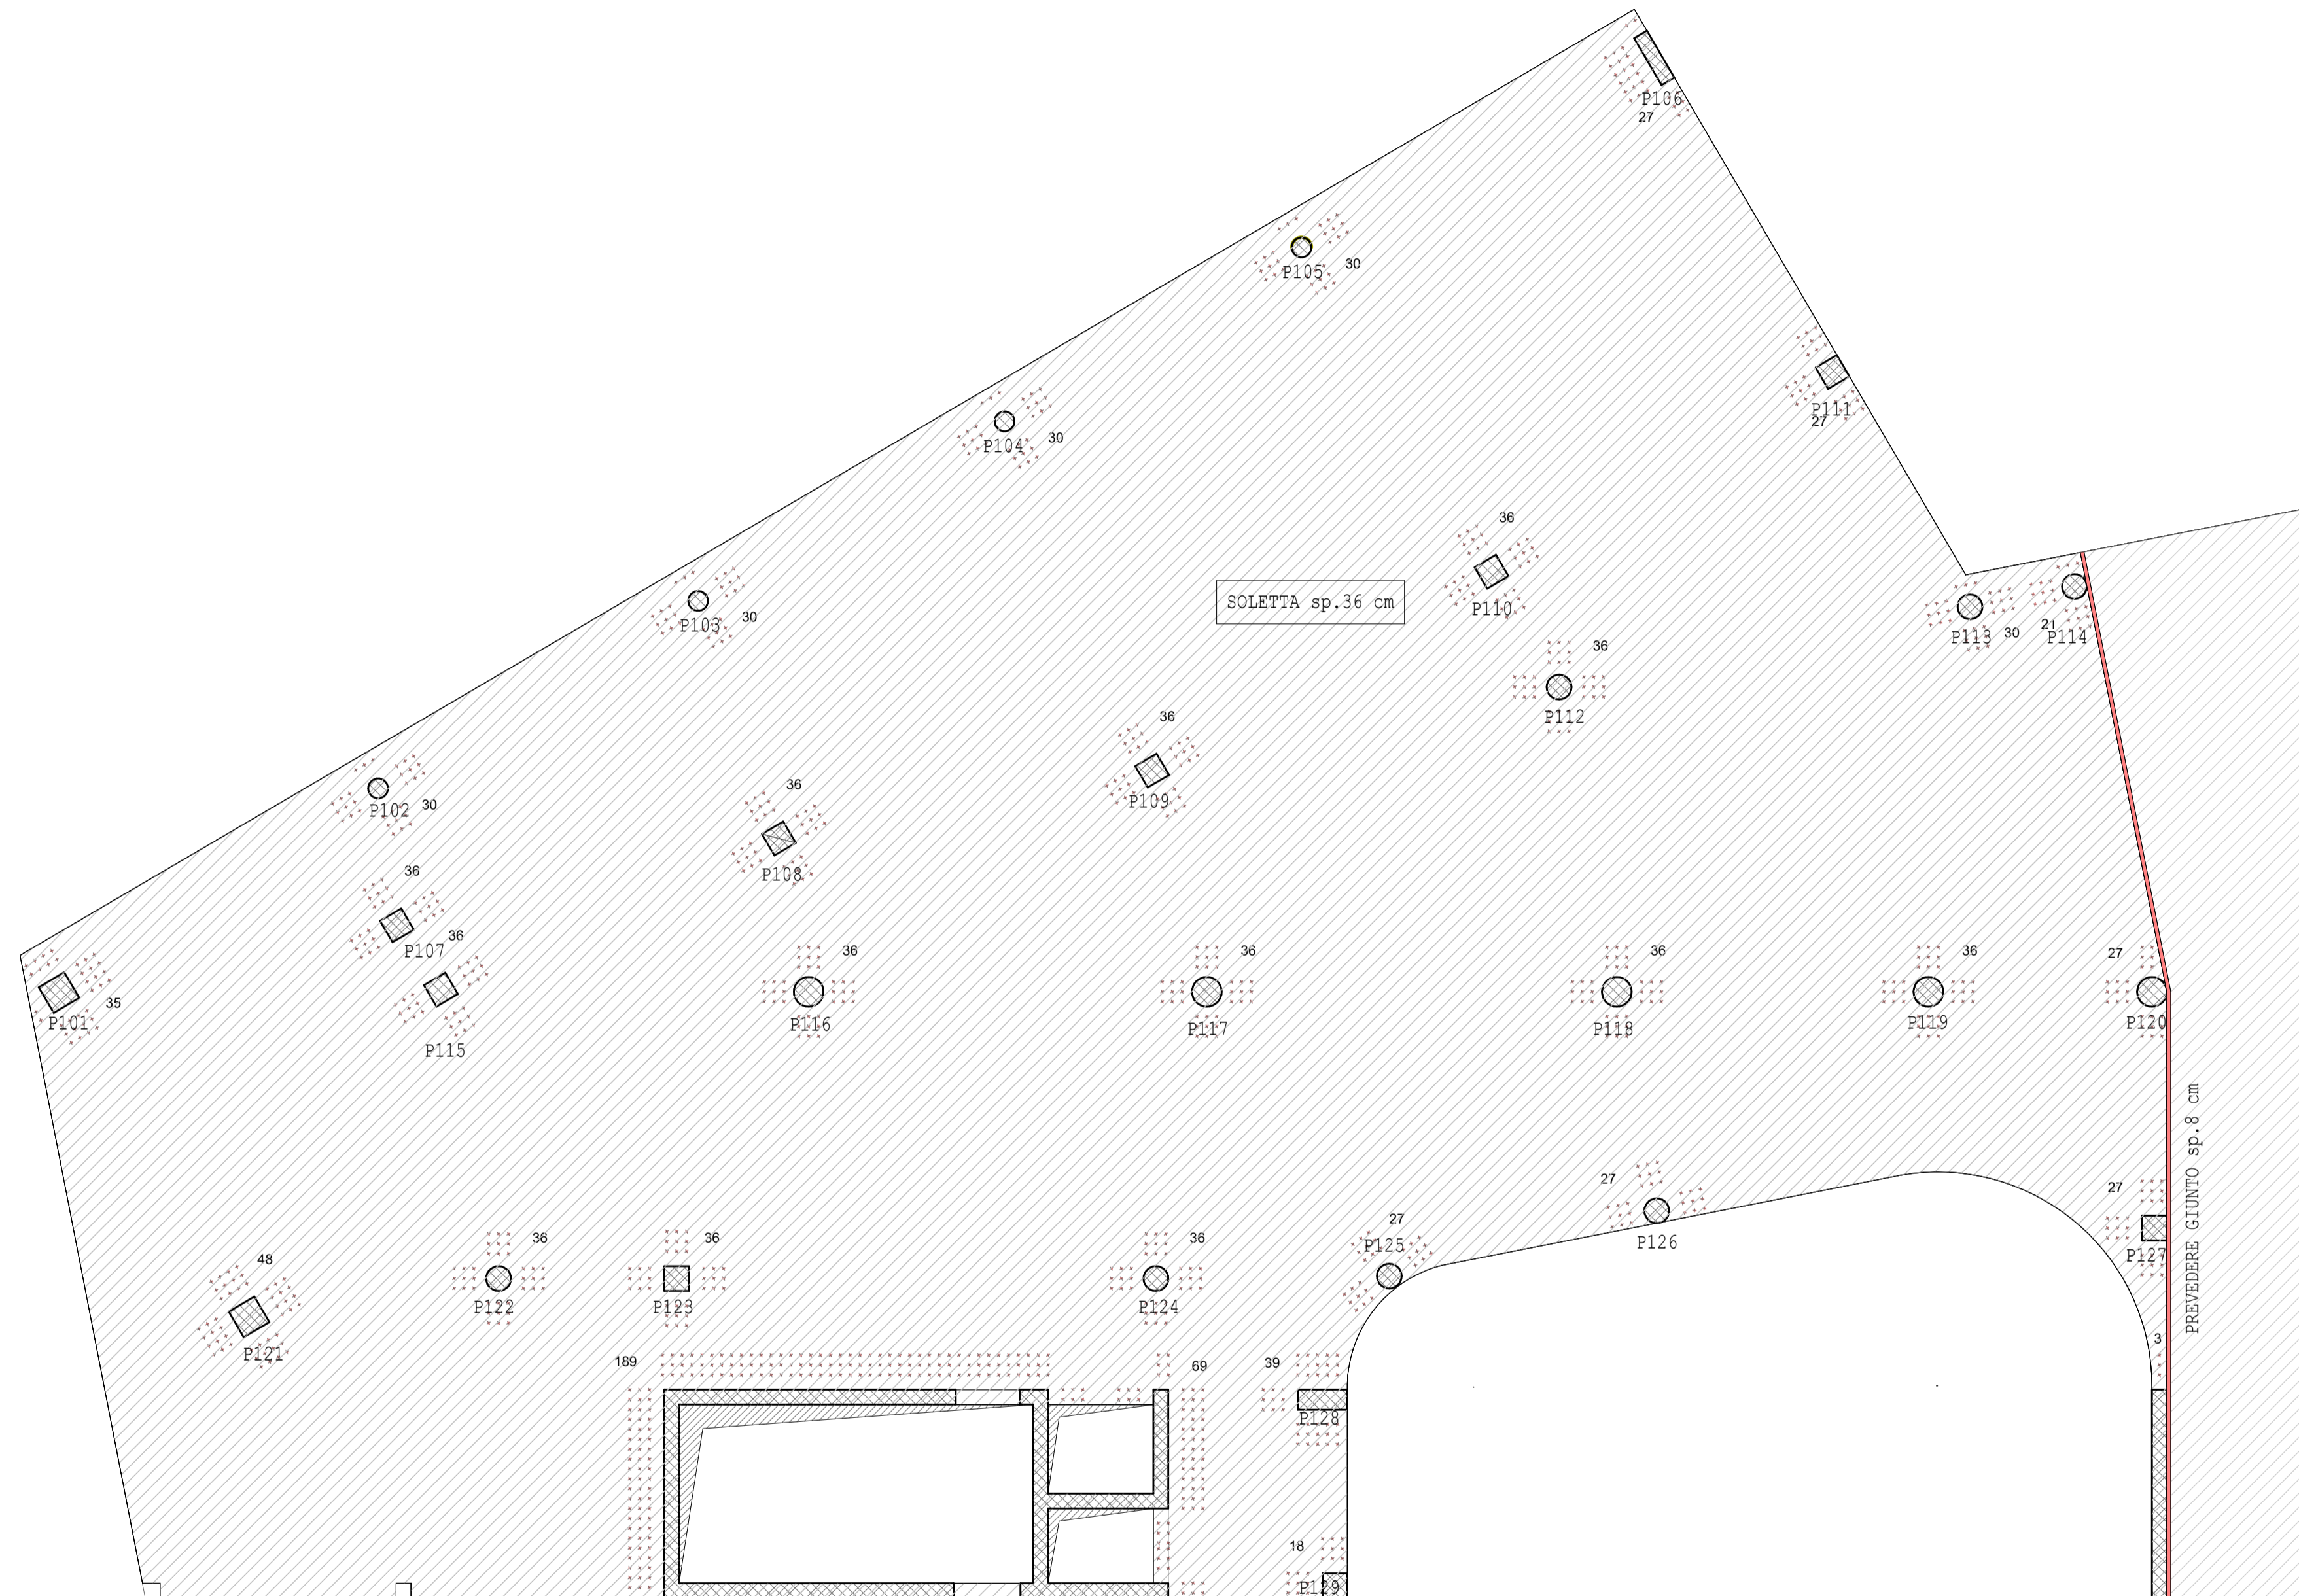 P106
27
P105
30
P111
27
P104
30
36
P110
SOLETTA sp.36 cm
P103
30
P113
30
21
P114
36
P112
36
P109
36
P108
P102
30
36
P107
36
P115
P101
35
36
P116
36
P117
36
P118
36
P119
27
P120
PREVEDERE GIUNTO sp.8 cm
27
P126
27
P127
27
P125
48
P121
36
P122
36
P123
36
P124
3
189
69
39
P128
18
P129